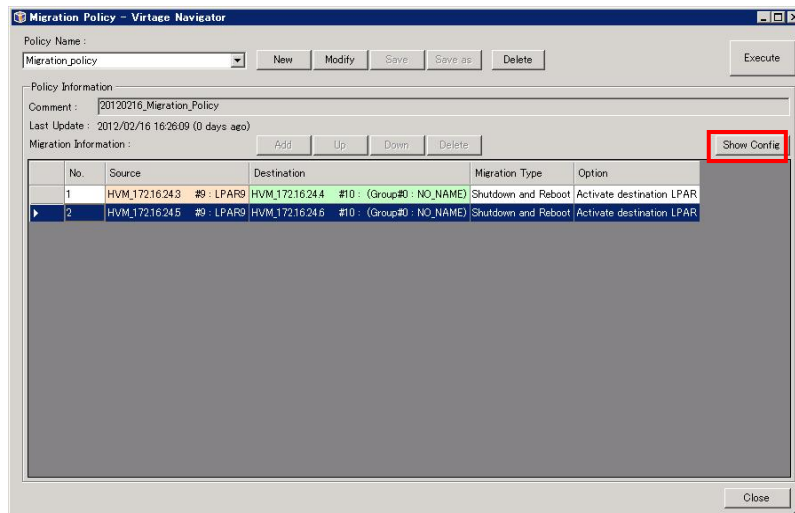 Migration Policy - Virtage Navigator
Policy Name :
Migration_policy New Modify Save Save as Delete Execute
Policy Information
Comment : 20120216_Migration_Policy
Last Update : 2012/02/16 16:26:09 (0 days ago)
Migration Information : Add Up Down Delete Show Config
No. Source Destination Migration Type Option
1 HVM_172.16.24.3 #9 : LPAR9 HVM_172.16.24.4 #10 : (Group#0 : NO_NAME) Shutdown and Reboot Activate destination LPAR
2 HVM_172.16.24.5 #9 : LPAR9 HVM_172.16.24.6 #10 : (Group#0 : NO_NAME) Shutdown and Reboot Activate destination LPAR
Close